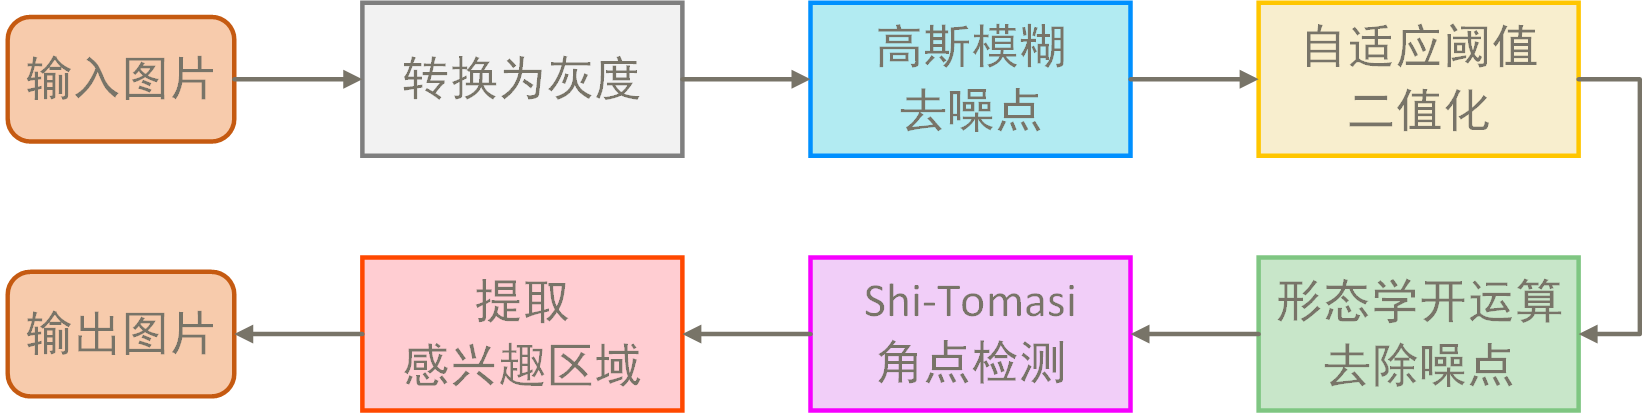 输入图片
转换为灰度
高斯模糊
去噪点
自适应阈值
二值化
形态学开运算
去除噪点
Shi-Tomasi
角点检测
提取
感兴趣区域
输出图片